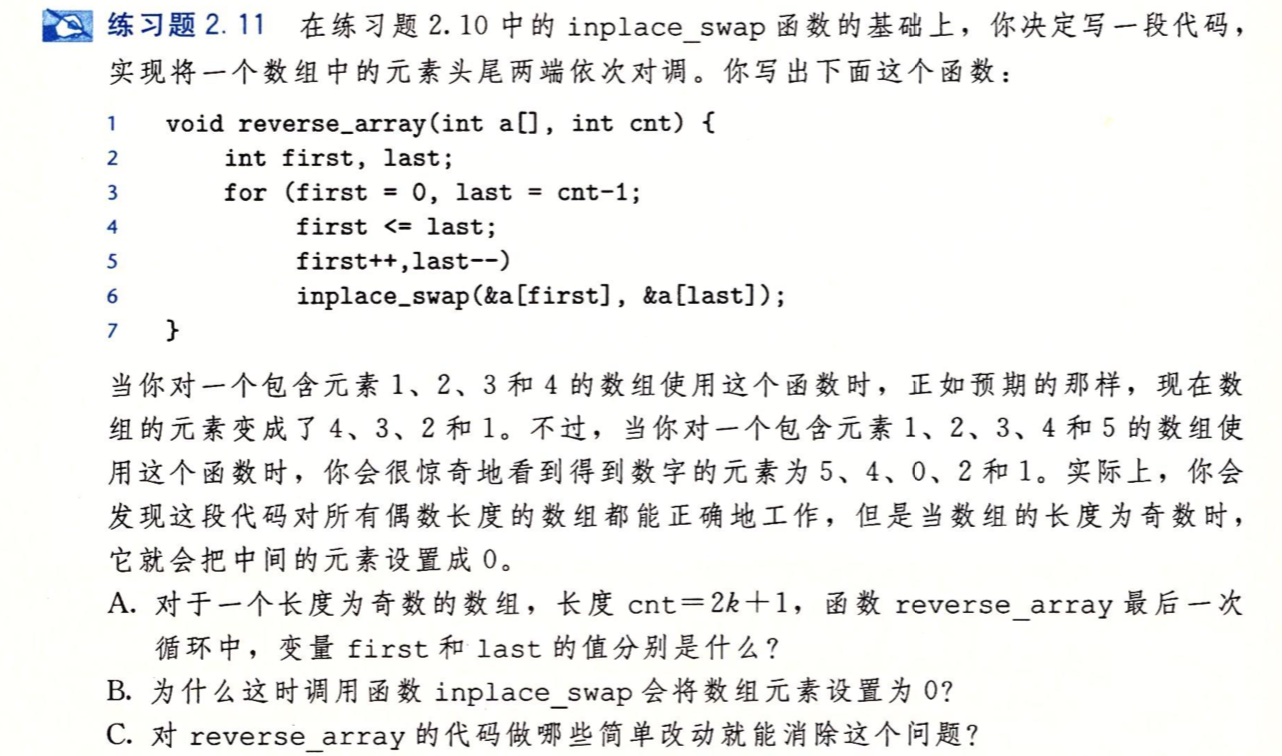 练习题 2.11 在练习题 2.10 中的 inplace_swap 函数的基础上，你决定写一段代码，
实现将一个数组中的元素头尾两端依次对调。你写出下面这个函数：
1 void reverse_array(int a[], int cnt) {
2 int first, last;
3 for (first = 0, last = cnt-1;
4 first <= last;
5 first++,last--)
6 inplace_swap(&a[first], &a[last]);
7 }
当你对一个包含元素 1、2、3 和 4 的数组使用这个函数时，正如预期的那样，现在数
组的元素变成了 4、3、2 和 1。不过，当你对一个包含元素 1、2、3、4 和 5 的数组使
用这个函数时，你会很惊奇地看到得到数字的元素为 5、4、0、2 和 1。实际上，你会
发现这段代码对所有偶数长度的数组都能正确地工作，但是当数组的长度为奇数时，
它就会把中间的元素设置成 0。
A. 对于一个长度为奇数的数组，长度 cnt=2k+1，函数 reverse_array 最后一次
循环中，变量 first 和 last 的值分别是什么？
B. 为什么这时调用函数 inplace_swap 会将数组元素设置为 0?
C. 对 reverse_array 的代码做哪些简单改动就能消除这个问题？